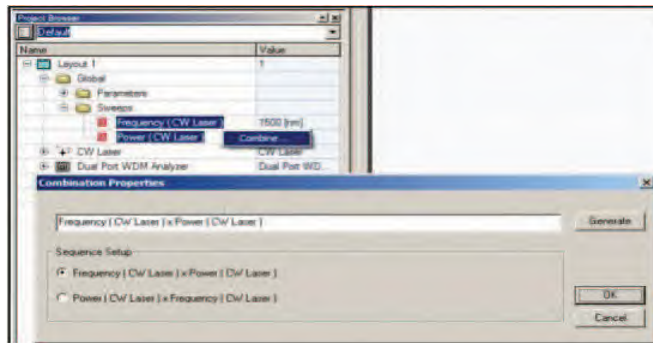 Project Browser
Default
Name Value
Layout 1 1
Global
Parameters
Sweeps
Frequency ( CW Laser ) 1500 [nm]
Power ( CW Laser ) Combine...
CW Laser CW Laser
Dual Port WDM Analyzer Dual Port WD
Combination Properties
Frequency ( CW Laser ) x Power ( CW Laser )
Generate
Sequence Setup
Frequency ( CW Laser ) x Power ( CW Laser )
Power ( CW Laser ) x Frequency ( CW Laser )
OK
Cancel